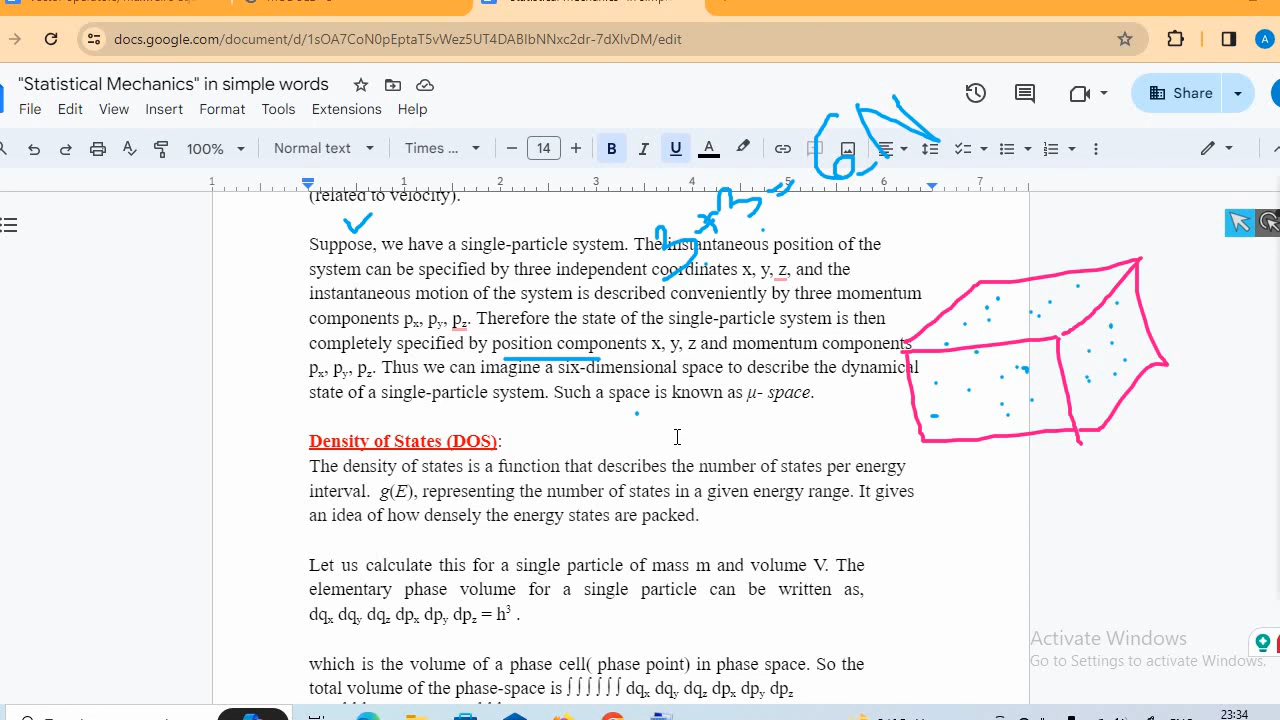 docs.google.com/document/d/1sOA7CoN0pEptaT5vWez5UT4DABIbNNxc2dr-7dXlvDM/edit
A
"Statistical Mechanics" in simple words
File Edit View Insert Format Tools Extensions Help
Share
100% Normal text Times ... 14 B I U A
6N
1 1 2 3 4 5 6 7
(related to velocity).
Suppose, we have a single-particle system. The instantaneous position of the
system can be specified by three independent coordinates x, y, z, and the
instantaneous motion of the system is described conveniently by three momentum
components pₓ, pᵧ, p_z. Therefore the state of the single-particle system is then
completely specified by position components x, y, z and momentum components
pₓ, pᵧ, p_z. Thus we can imagine a six-dimensional space to describe the dynamical
state of a single-particle system. Such a space is known as μ- space.
Density of States (DOS):
The density of states is a function that describes the number of states per energy
interval. g(E), representing the number of states in a given energy range. It gives
an idea of how densely the energy states are packed.
Let us calculate this for a single particle of mass m and volume V. The
elementary phase volume for a single particle can be written as,
dqₓ dqᵧ dq_z dpₓ dpᵧ dp_z = h³ .
which is the volume of a phase cell( phase point) in phase space. So the
total volume of the phase-space is ∫∫∫∫∫∫ dqₓ dqᵧ dq_z dpₓ dpᵧ dp_z
Activate Windows
Go to Settings to activate Windows.
23:34